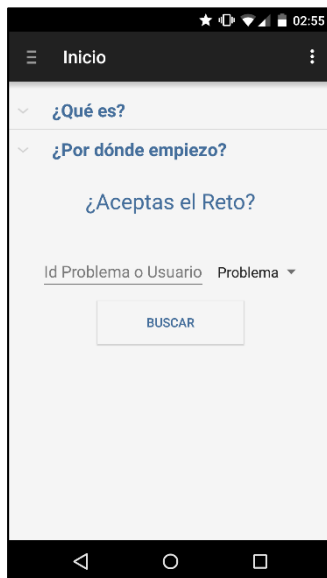 02:55
Inicio
¿Qué es?
¿Por dónde empiezo?
¿Aceptas el Reto?
Id Problema o Usuario Problema
BUSCAR